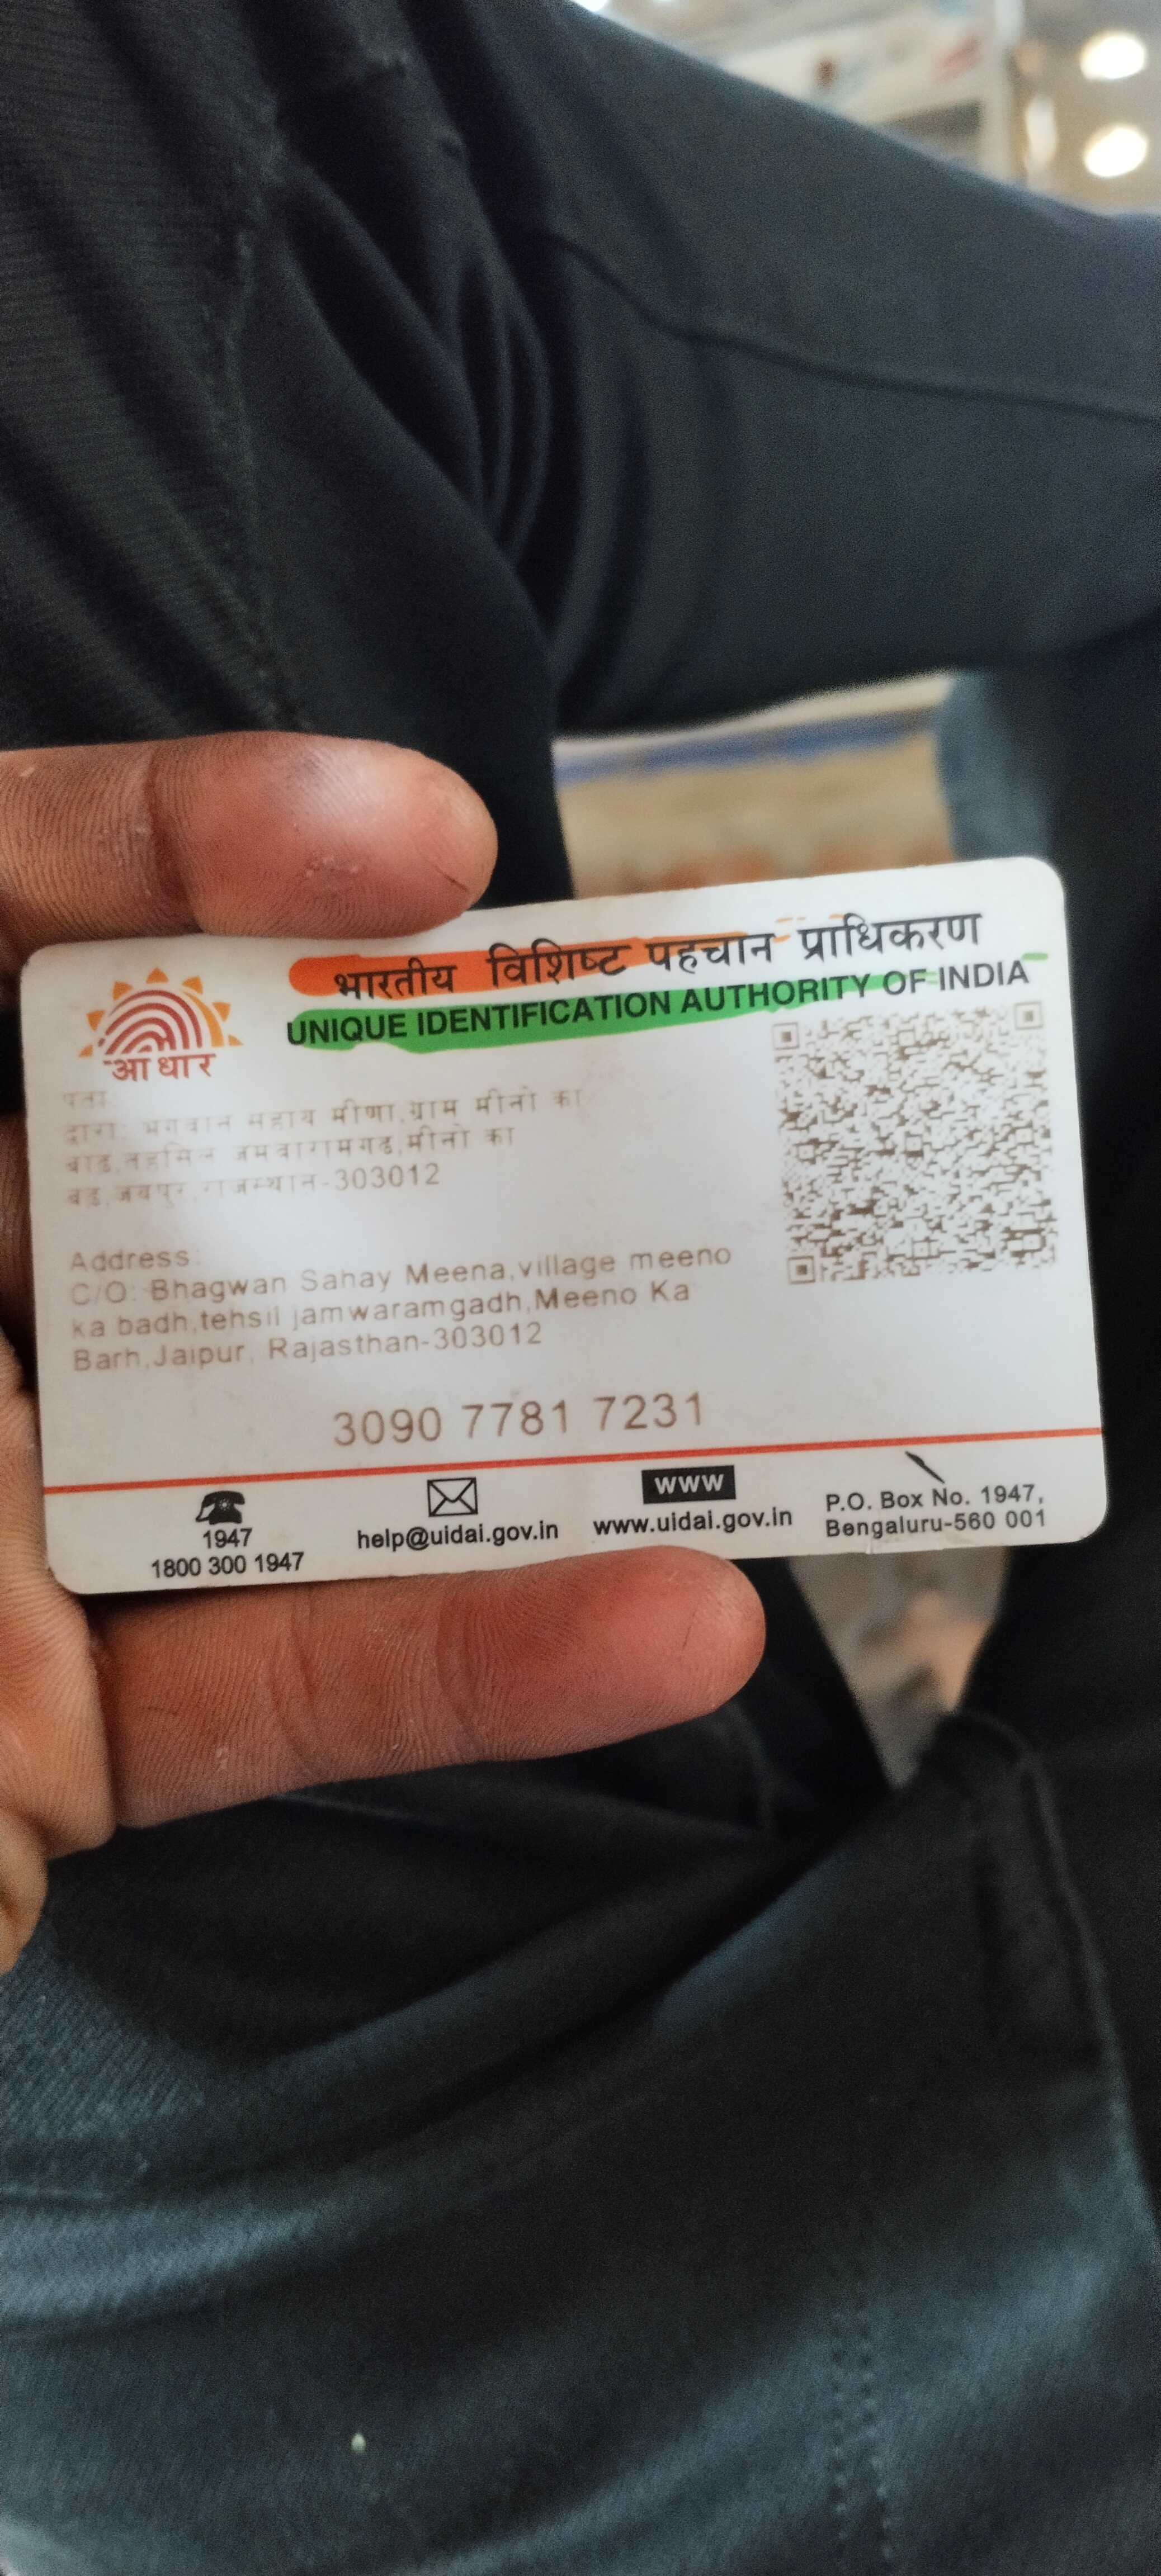 भारतीय विशिष्ट पहचान प्राधिकरण
UNIQUE IDENTIFICATION AUTHORITY OF INDIA
आधार
पता:
द्वारा: भगवान सहाय मीणा,ग्राम मीनो का
बाढ,तहसिल जमवारामगढ,मीनो का
बड़,जयपुर, राजस्थान-303012
Address:
C/O: Bhagwan Sahay Meena,village meeno
ka badh,tehsil jamwaramgadh,Meeno Ka
Barh,Jaipur, Rajasthan-303012
3090 7781 7231
1947
1800 300 1947
help@uidai.gov.in
WWW
www.uidai.gov.in
P.O. Box No. 1947,
Bengaluru-560 001